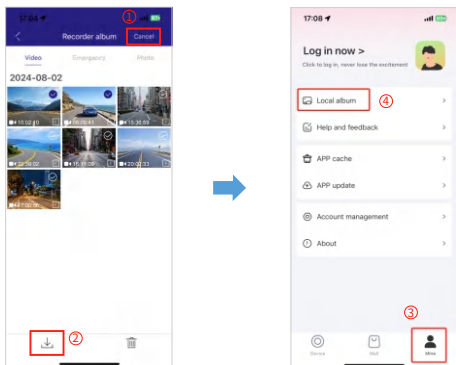 17:04
①
Recorder album
Cancel
Video
Emergency
Photo
2024-08-02
②
17:08
Log in now >
Click to log in, never lose the excitement
Local album
④
Help and feedback
APP cache
APP update
Account management
About
③
Device
Mall
Mine